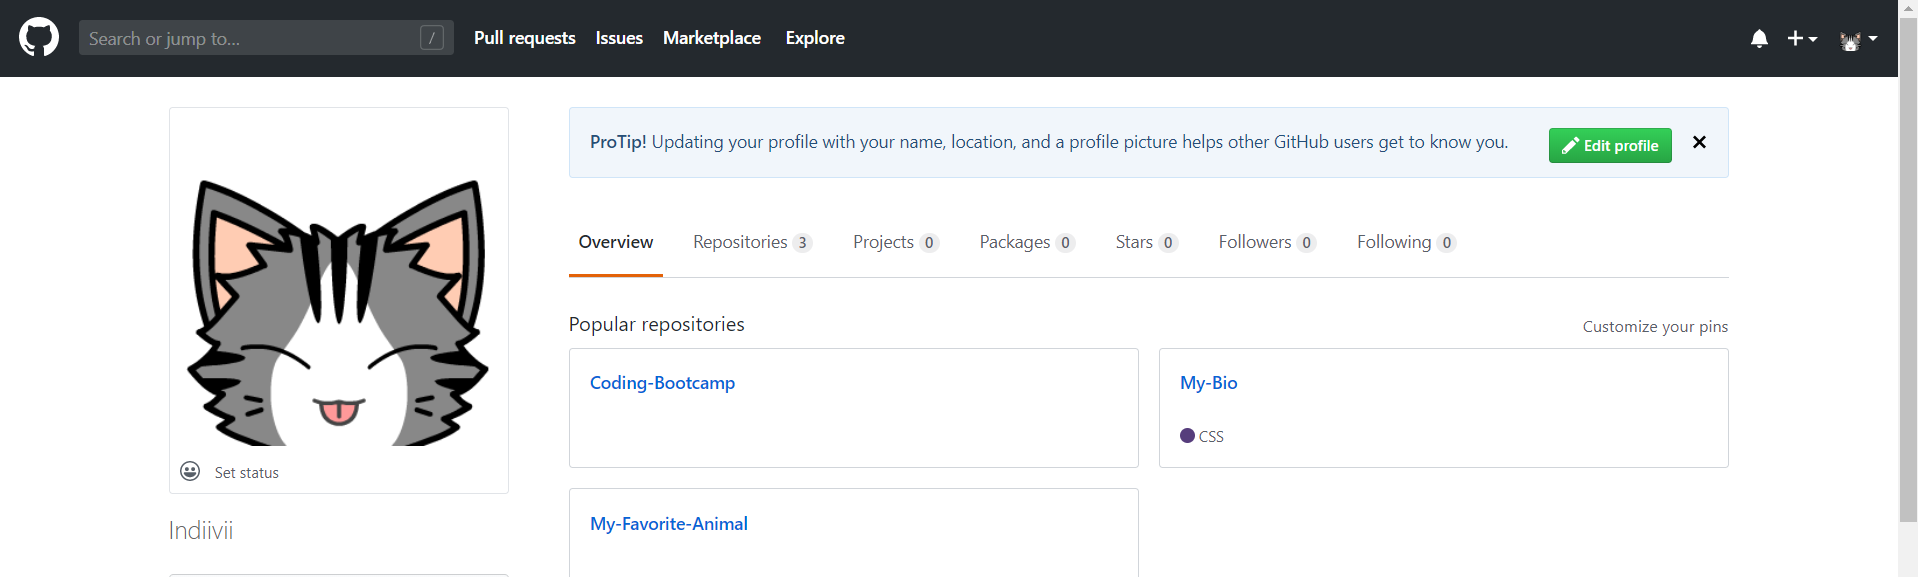 Search or jump to... / Pull requests Issues Marketplace Explore
ProTip! Updating your profile with your name, location, and a profile picture helps other GitHub users get to know you. Edit profile
Overview Repositories 3 Projects 0 Packages 0 Stars 0 Followers 0 Following 0
Popular repositories Customize your pins
Coding-Bootcamp
My-Bio
CSS
My-Favorite-Animal
Set status
Indiivii